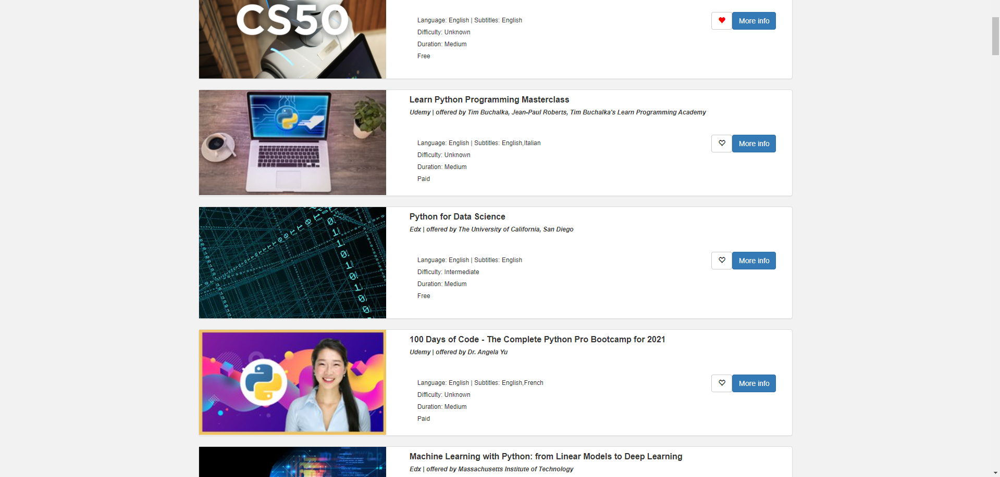 CS50
Language: English | Subtitles: English
More info
Difficulty: Unknown
Duration: Medium
Free
Learn Python Programming Masterclass
Udemy | offered by Tim Buchalka, Jean-Paul Roberts, Tim Buchalka's Learn Programming Academy
Language: English | Subtitles: English,Italian
More info
Difficulty: Unknown
Duration: Medium
Paid
Python for Data Science
Edx | offered by The University of California, San Diego
Language: English | Subtitles: English
More info
Difficulty: Intermediate
Duration: Medium
Free
100 Days of Code - The Complete Python Pro Bootcamp for 2021
Udemy | offered by Dr. Angela Yu
Language: English | Subtitles: English,French
More info
Difficulty: Unknown
Duration: Medium
Paid
Machine Learning with Python: from Linear Models to Deep Learning
Edx | offered by Massachusetts Institute of Technology